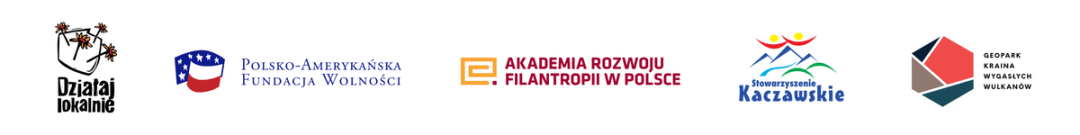 Działaj
lokalnie
POLSKO-AMERYKAŃSKA
FUNDACJA WOLNOŚCI
AKADEMIA ROZWOJU
FILANTROPII W POLSCE
Stowarzyszenie
Kaczawskie
GEOPARK
KRAINA
WYGASŁYCH
WULKANÓW